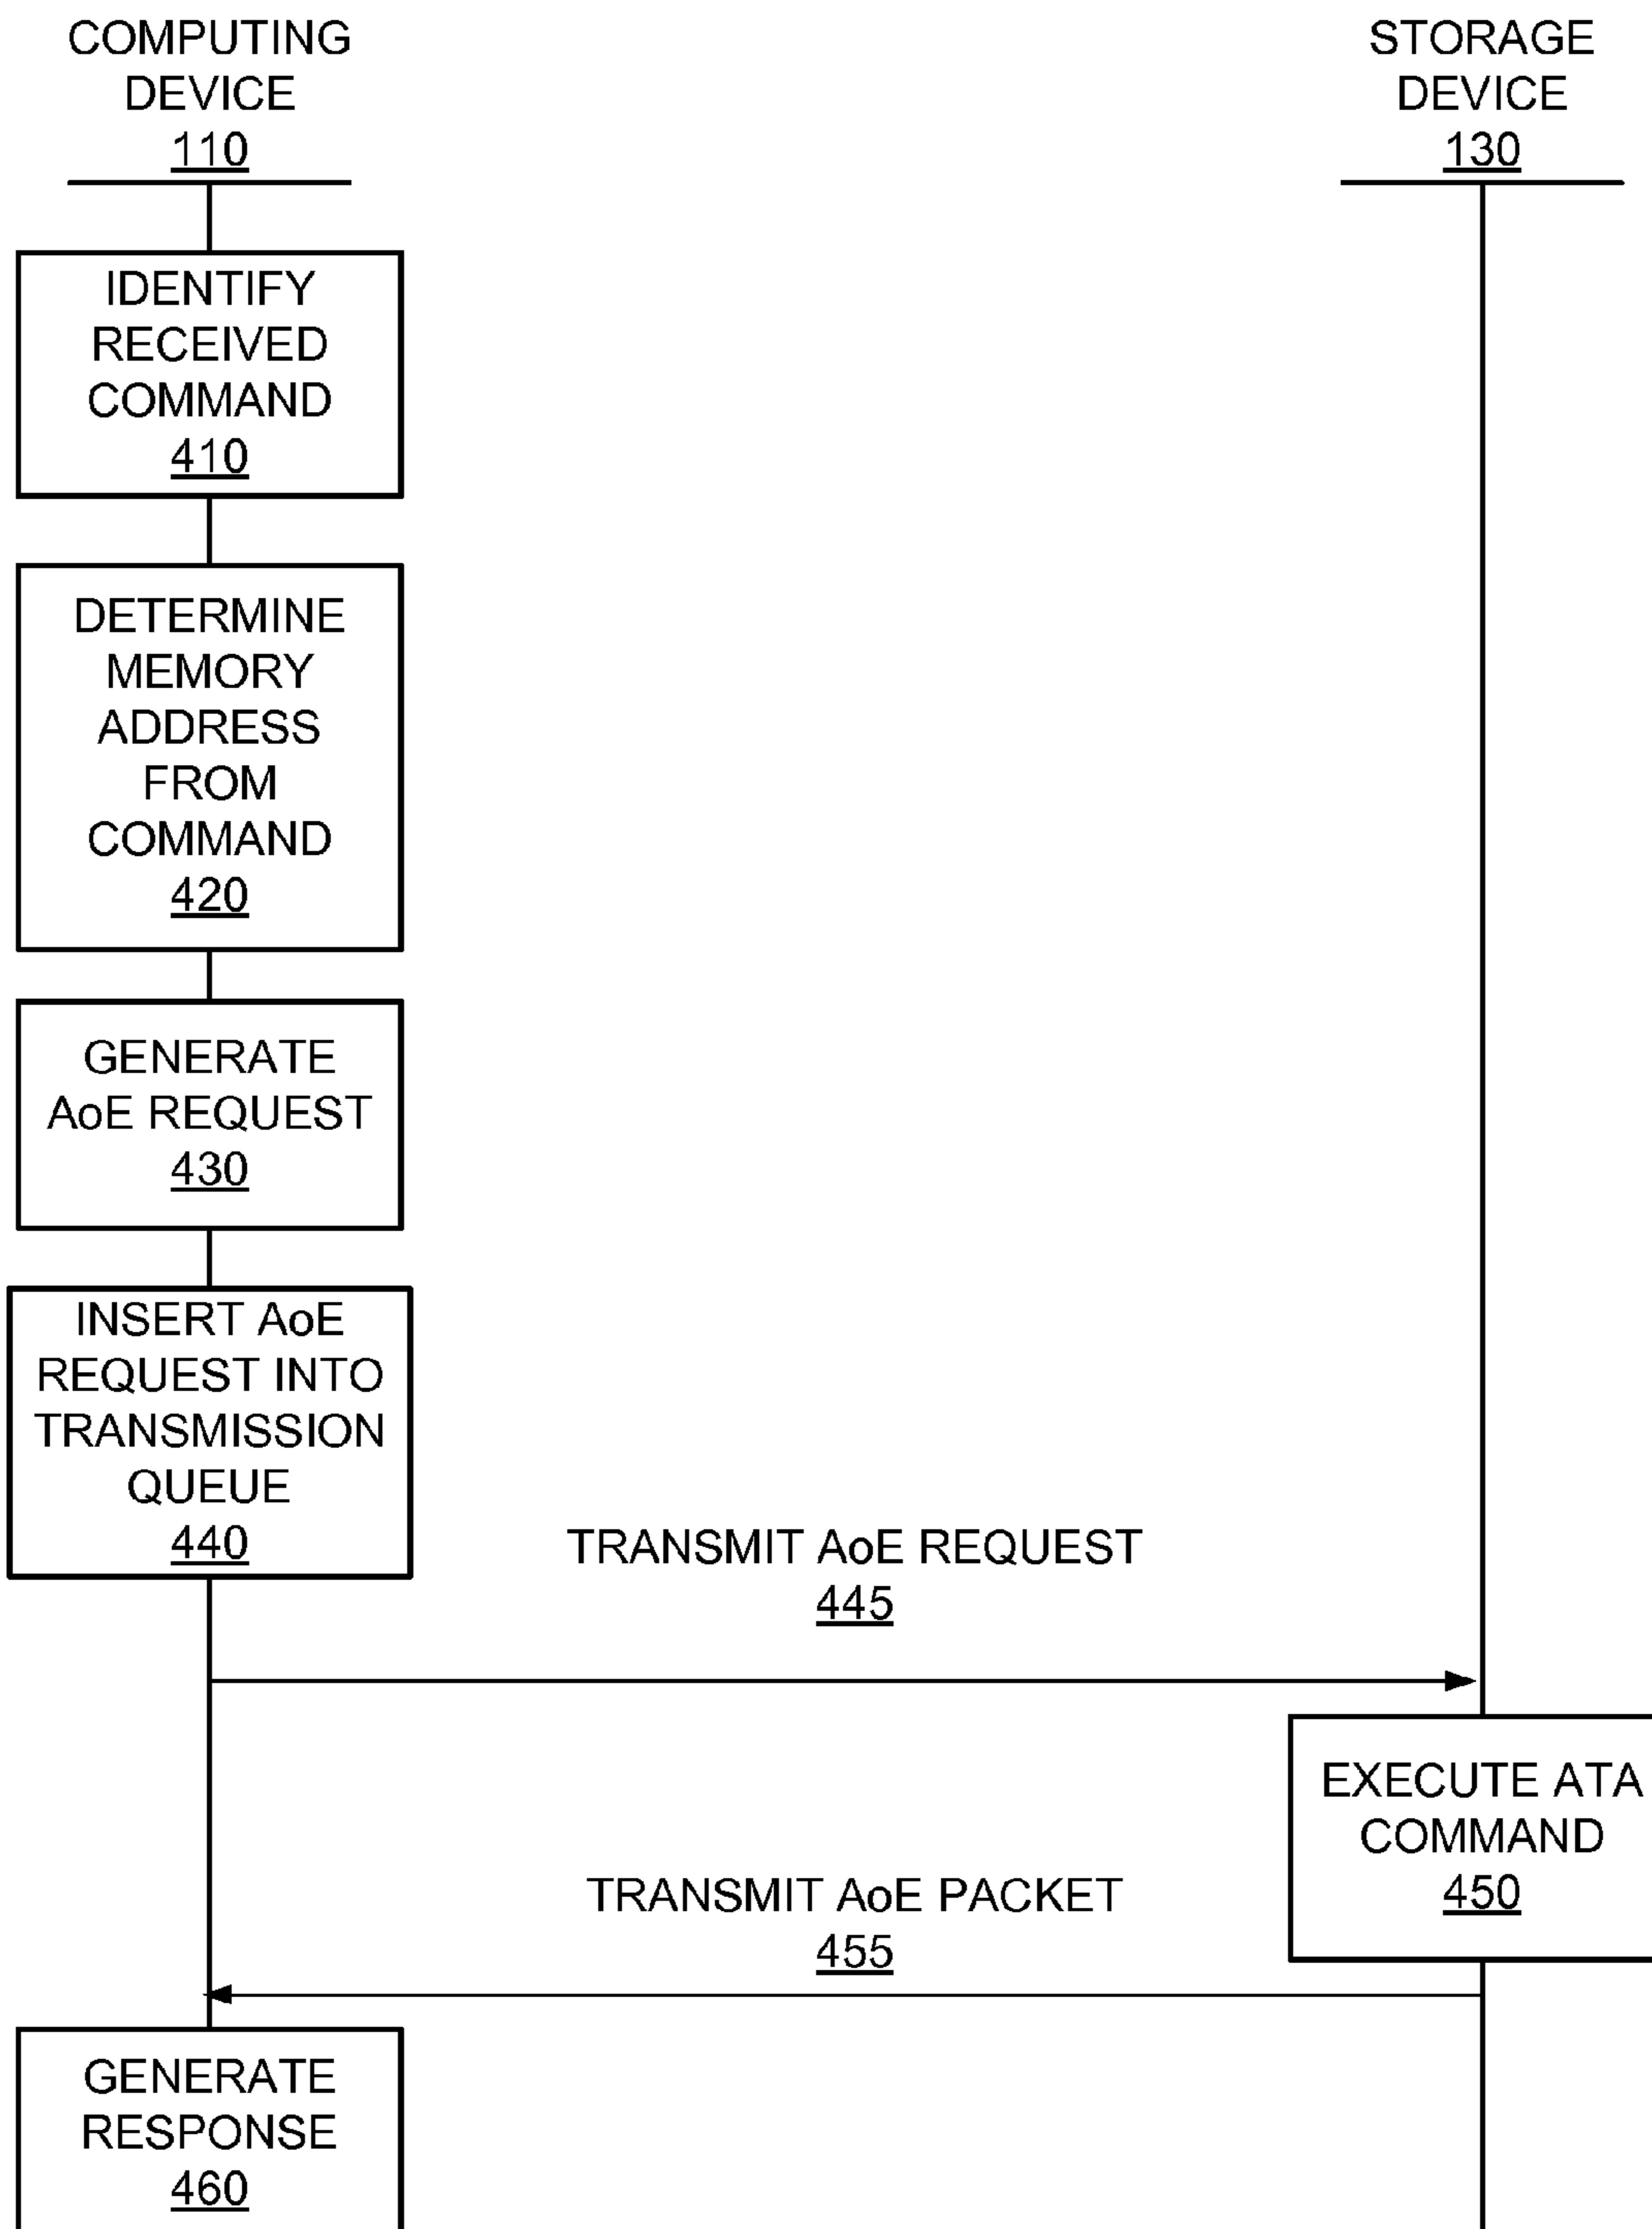 COMPUTING
DEVICE
110
STORAGE
DEVICE
130
IDENTIFY
RECEIVED
COMMAND
410
DETERMINE
MEMORY
ADDRESS
FROM
COMMAND
420
GENERATE
AoE REQUEST
430
INSERT AoE
REQUEST INTO
TRANSMISSION
QUEUE
440
TRANSMIT AoE REQUEST
445
EXECUTE ATA
COMMAND
450
TRANSMIT AoE PACKET
455
GENERATE
RESPONSE
460